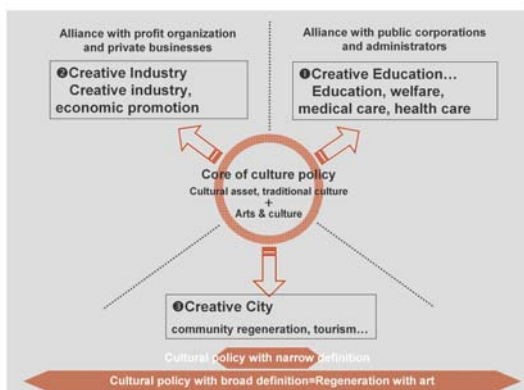 Alliance with profit organization
and private businesses
Alliance with public corporations
and administrators
❷Creative Industry
Creative industry,
economic promotion
❶Creative Education…
Education, welfare,
medical care, health care
Core of culture policy
Cultural asset, traditional culture
+
Arts & culture
❸Creative City
community regeneration, tourism…
Cultural policy with narrow definition
Cultural policy with broad definition=Regeneration with art